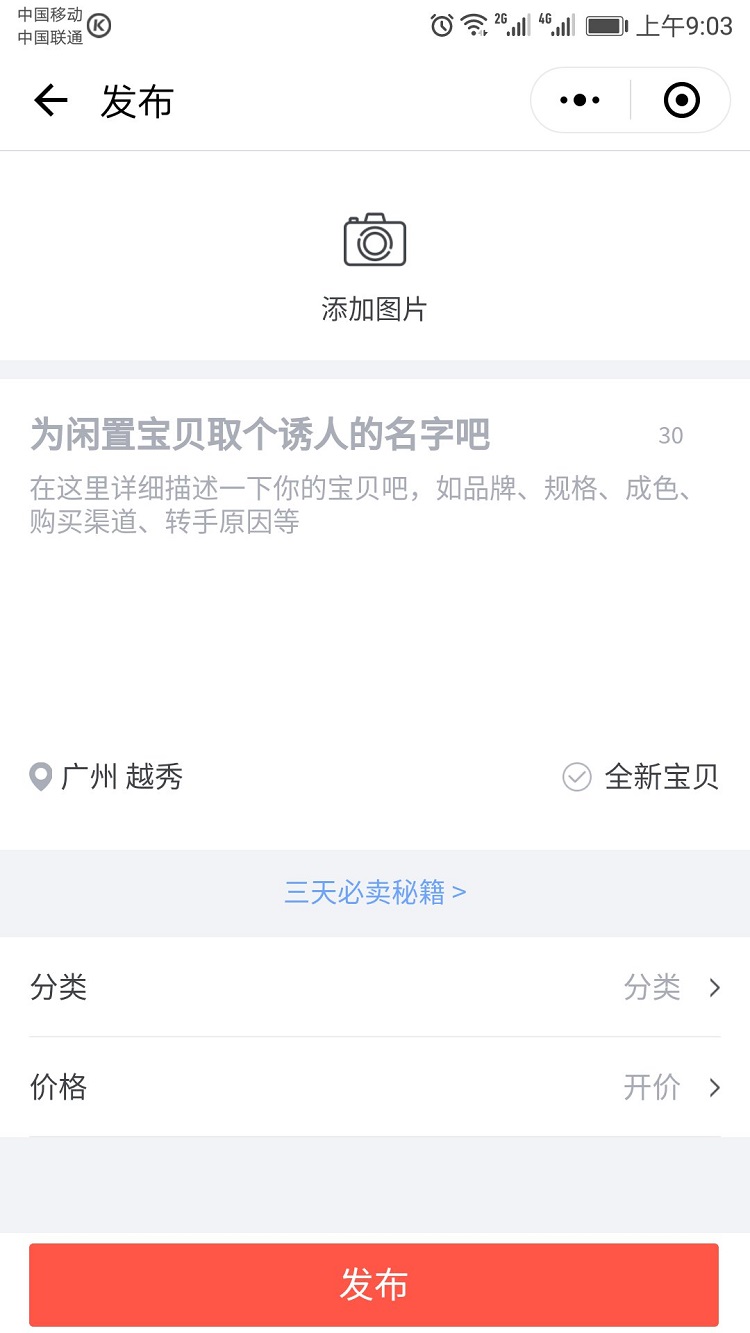 中国移动
中国联通 K
2G 4G 上午9:03
发布
添加图片
为闲置宝贝取个诱人的名字吧 30
在这里详细描述一下你的宝贝吧，如品牌、规格、成色、
购买渠道、转手原因等
广州 越秀 全新宝贝
三天必卖秘籍 >
分类 分类
价格 开价
发布